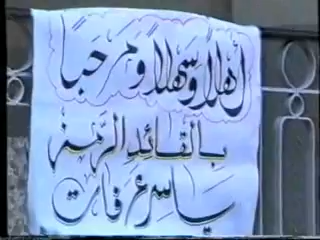 أهلا وسهلا ومرحبا
بالقائد الرمز
ياسر عرفات